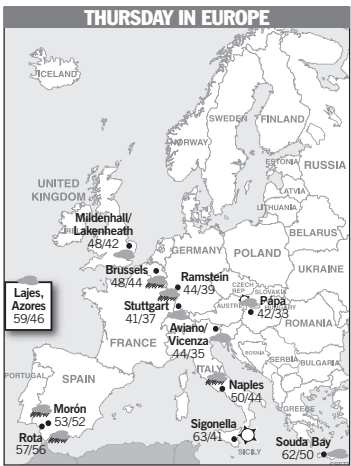 THURSDAY IN EUROPE
ICELAND
SWEDEN
FINLAND
NORWAY
ESTONIA
RUSSIA
LATVIA
UNITED
KINGDOM
LITHUANIA
Mildenhall/
Lakenheath
48/42
BELARUS
GERMANY
POLAND
Brussels
48/44
Ramstein
44/39
UKRAINE
Lajes,
Azores
59/46
CZECH
REP.
SLOVAKIA
Stuttgart
41/37
Pápa
42/33
Aviano/
Vicenza
44/35
ROMANIA
FRANCE
BOSNIA
SERBIA
BULGARIA
ITALY
PORTUGAL
SPAIN
Naples
50/44
Morón
53/52
GREECE
Rota
57/56
Sigonella
63/41
SICILY
Souda Bay
62/50